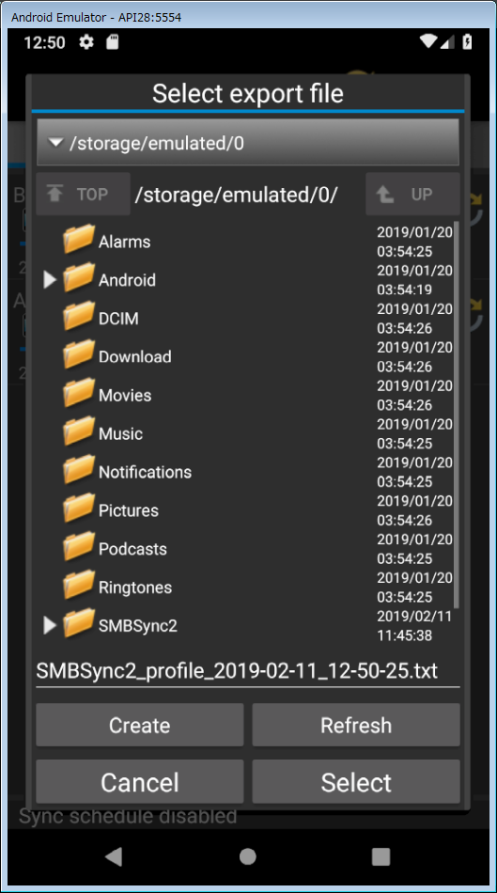 Android Emulator - API28:5554
12:50
Select export file
/storage/emulated/0
TOP /storage/emulated/0/ UP
Alarms 2019/01/20 03:54:25
Android 2019/01/20 03:54:19
DCIM 2019/01/20 03:54:26
Download 2019/01/20 03:54:26
Movies 2019/01/20 03:54:26
Music 2019/01/20 03:54:25
Notifications 2019/01/20 03:54:25
Pictures 2019/01/20 03:54:26
Podcasts 2019/01/20 03:54:25
Ringtones 2019/01/20 03:54:25
SMBSync2 2019/02/11 11:45:38
SMBSync2_profile_2019-02-11_12-50-25.txt
Create Refresh
Cancel Select
Sync schedule disabled